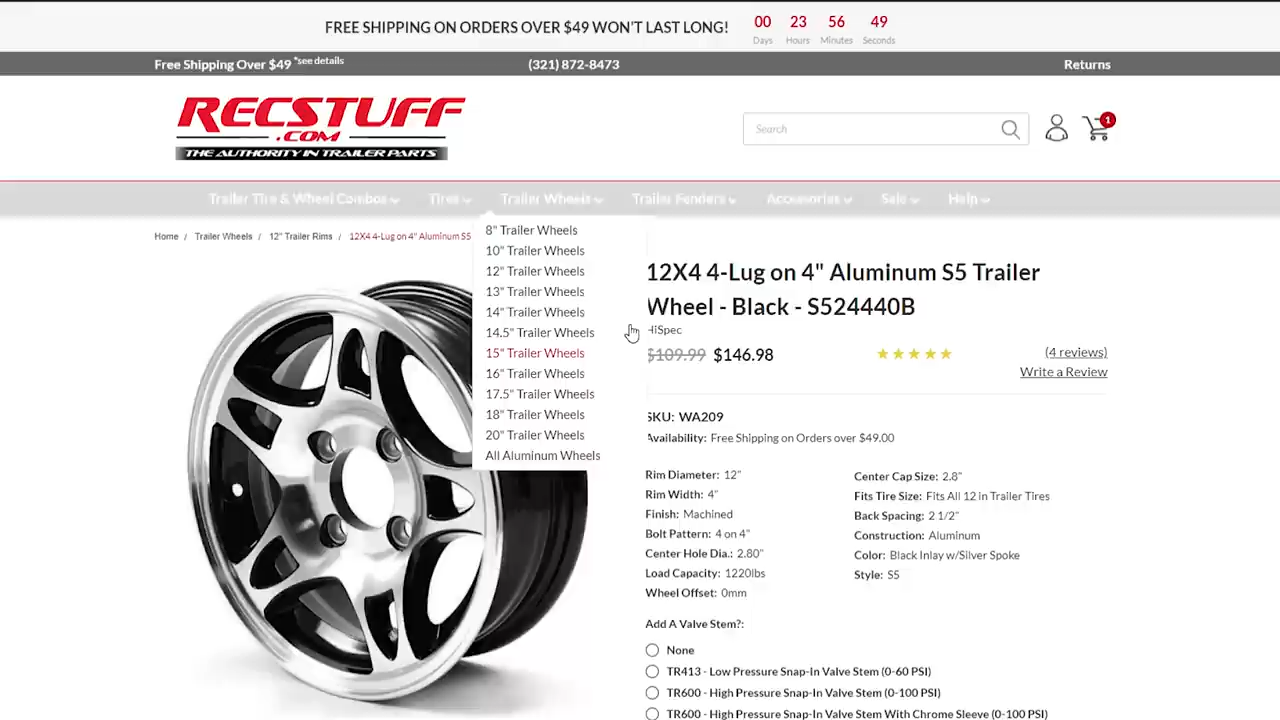 FREE SHIPPING ON ORDERS OVER $49 WON'T LAST LONG!
00 23 56 49
Days Hours Minutes Seconds
Free Shipping Over $49 *see details (321) 872-8473 Returns
RECSTUFF
.COM
THE AUTHORITY IN TRAILER PARTS
Search
1
Trailer Tire & Wheel Combos Tires Trailer Wheels Trailer Fenders Accessories Sale Help
Home / Trailer Wheels / 12" Trailer Rims / 12X4 4-Lug on 4" Aluminum S5
8" Trailer Wheels
10" Trailer Wheels
12" Trailer Wheels
13" Trailer Wheels
14" Trailer Wheels
14.5" Trailer Wheels
15" Trailer Wheels
16" Trailer Wheels
17.5" Trailer Wheels
18" Trailer Wheels
20" Trailer Wheels
All Aluminum Wheels
12X4 4-Lug on 4" Aluminum S5 Trailer
Wheel - Black - S524440B
HiSpec
$109.99 $146.98
(4 reviews)
Write a Review
SKU: WA209
Availability: Free Shipping on Orders over $49.00
Rim Diameter: 12"
Rim Width: 4"
Finish: Machined
Bolt Pattern: 4 on 4"
Center Hole Dia.: 2.80"
Load Capacity: 1220lbs
Wheel Offset: 0mm
Center Cap Size: 2.8"
Fits Tire Size: Fits All 12 in Trailer Tires
Back Spacing: 2 1/2"
Construction: Aluminum
Color: Black Inlay w/Silver Spoke
Style: S5
Add A Valve Stem?:
None
TR413 - Low Pressure Snap-In Valve Stem (0-60 PSI)
TR600 - High Pressure Snap-In Valve Stem (0-100 PSI)
TR600 - High Pressure Snap-In Valve Stem With Chrome Sleeve (0-100 PSI)